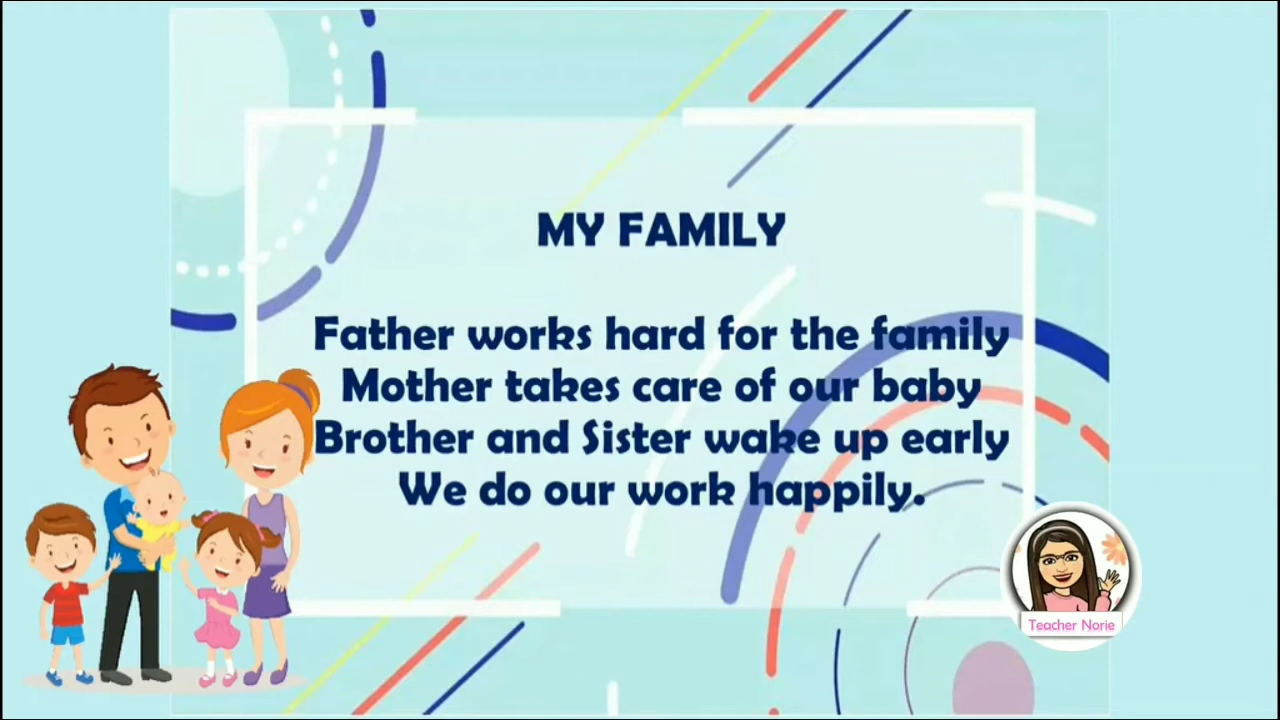 MY FAMILY
Father works hard for the family
Mother takes care of our baby
Brother and Sister wake up early
We do our work happily.
Teacher Norie